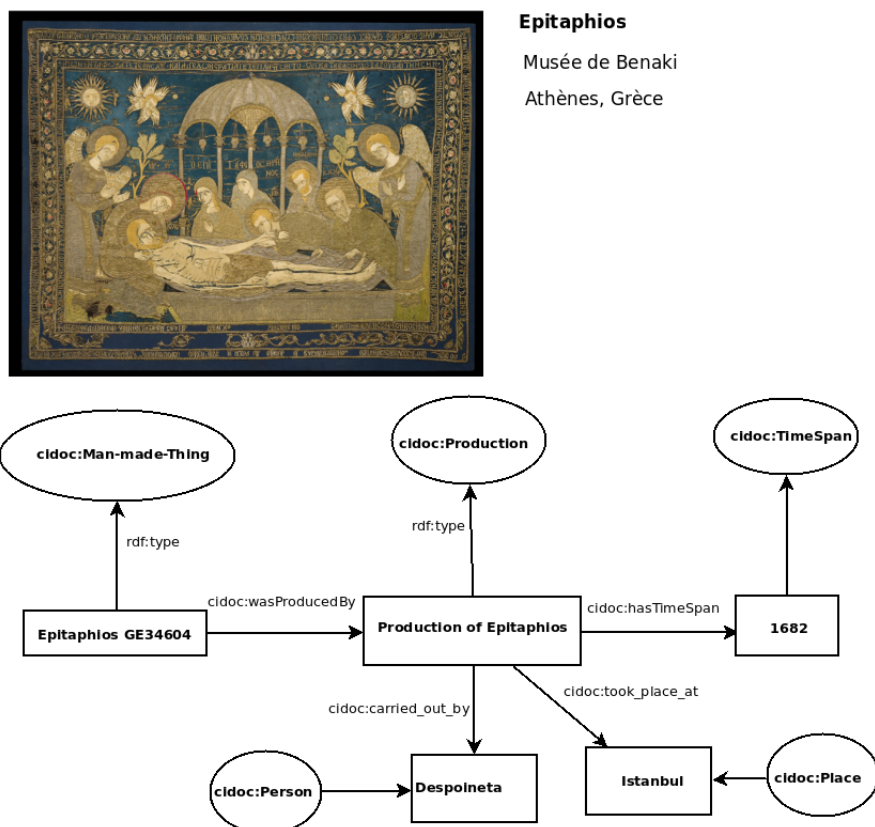 Epitaphios
Musée de Benaki
Athènes, Grèce
cidoc:Man-made-Thing
cidoc:Production
cidoc:TimeSpan
rdf:type
rdf:type
cidoc:wasProducedBy
cidoc:hasTimeSpan
Epitaphios GE34604
Production of Epitaphios
1682
cidoc:carried_out_by
cidoc:took_place_at
cidoc:Person
Despoineta
Istanbul
cidoc:Place